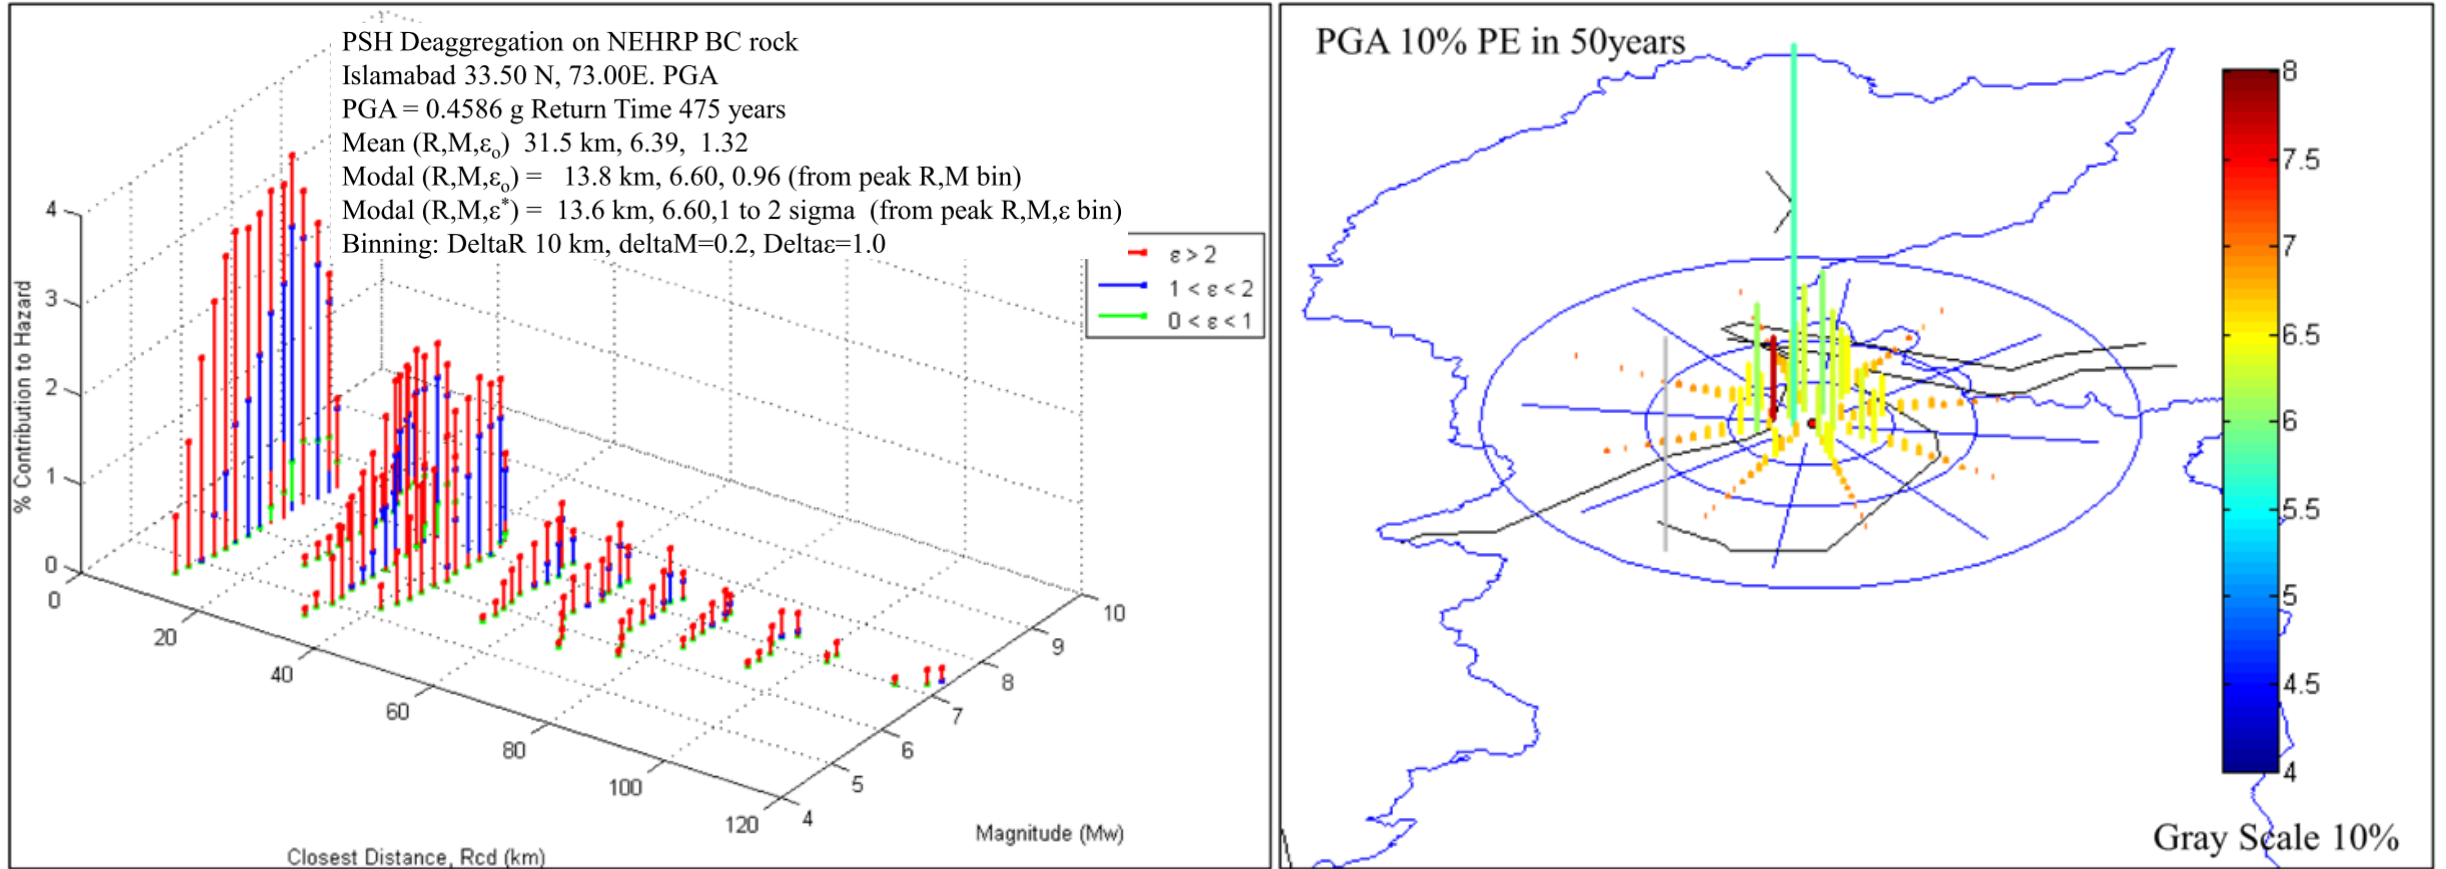 PSH Deaggregation on NEHRP BC rock
Islamabad 33.50 N, 73.00E. PGA
PGA = 0.4586 g Return Time 475 years
Mean (R,M,εo)  31.5 km, 6.39,  1.32
Modal (R,M,εo) =   13.8 km, 6.60, 0.96 (from peak R,M bin)
Modal (R,M,ε*) =  13.6 km, 6.60,1 to 2 sigma  (from peak R,M,ε bin)
Binning: DeltaR 10 km, deltaM=0.2, Deltaε=1.0
ε > 2
1 < ε < 2
0 < ε < 1
% Contribution to Hazard
4
3
2
1
0
0
20
40
60
80
100
120
Closest Distance, Rcd (km)
4
5
6
7
8
9
10
Magnitude (Mw)
PGA 10% PE in 50years
8
7.5
7
6.5
6
5.5
5
4.5
4
Gray Scale 10%